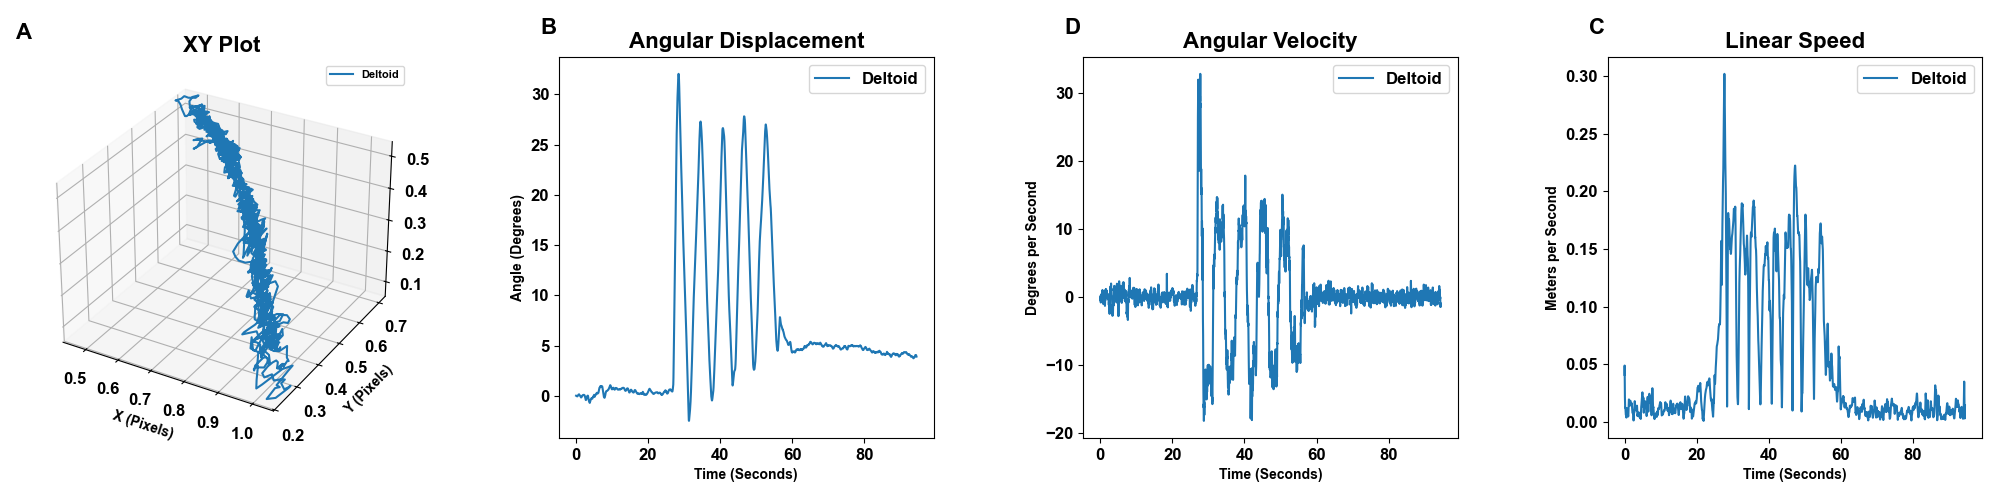 A
XY Plot
Deltoid
0.5
0.4
0.3
0.2
0.1
0.7
0.6
0.5
0.4
0.3
0.2
Y (Pixels)
0.5
0.6
0.7
0.8
0.9
1.0
X (Pixels)
B
Angular Displacement
Deltoid
Angle (Degrees)
30
25
20
15
10
5
0
0
20
40
60
80
Time (Seconds)
D
Angular Velocity
Deltoid
Degrees per Second
30
20
10
0
−10
−20
0
20
40
60
80
Time (Seconds)
C
Linear Speed
Deltoid
Meters per Second
0.30
0.25
0.20
0.15
0.10
0.05
0.00
0
20
40
60
80
Time (Seconds)